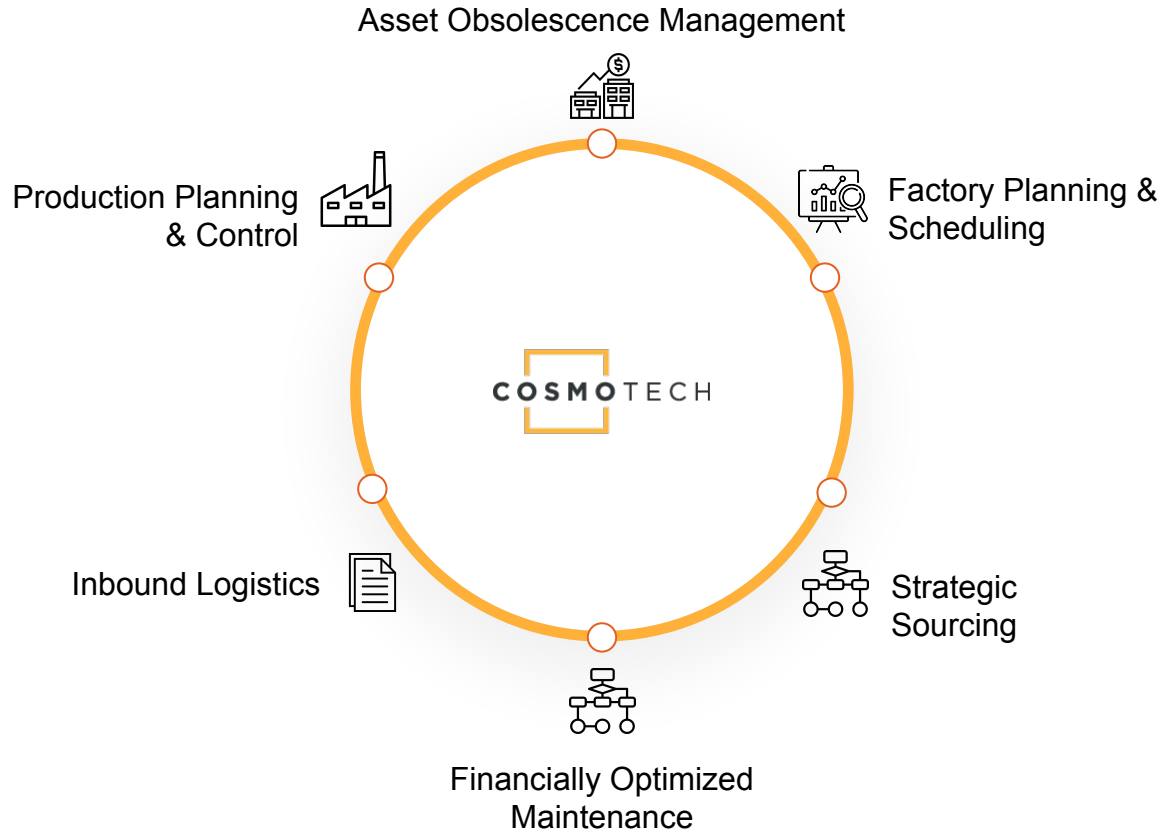 Asset Obsolescence Management
$
Production Planning
& Control
Factory Planning &
Scheduling
COSMOTECH
Inbound Logistics
Strategic
Sourcing
Financially Optimized
Maintenance